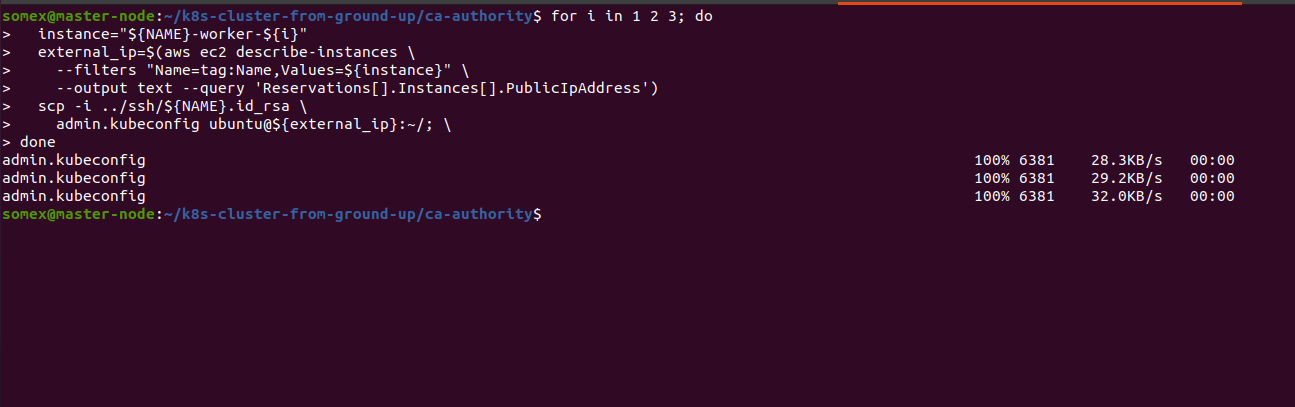 somex@master-node:~/k8s-cluster-from-ground-up/ca-authority$ for i in 1 2 3; do
>   instance="${NAME}-worker-${i}"
>   external_ip=$(aws ec2 describe-instances \
>     --filters "Name=tag:Name,Values=${instance}" \
>     --output text --query 'Reservations[].Instances[].PublicIpAddress')
>   scp -i ../ssh/${NAME}.id_rsa \
>     admin.kubeconfig ubuntu@${external_ip}:~/; \
> done
admin.kubeconfig 100% 6381 28.3KB/s 00:00
admin.kubeconfig 100% 6381 29.2KB/s 00:00
admin.kubeconfig 100% 6381 32.0KB/s 00:00
somex@master-node:~/k8s-cluster-from-ground-up/ca-authority$